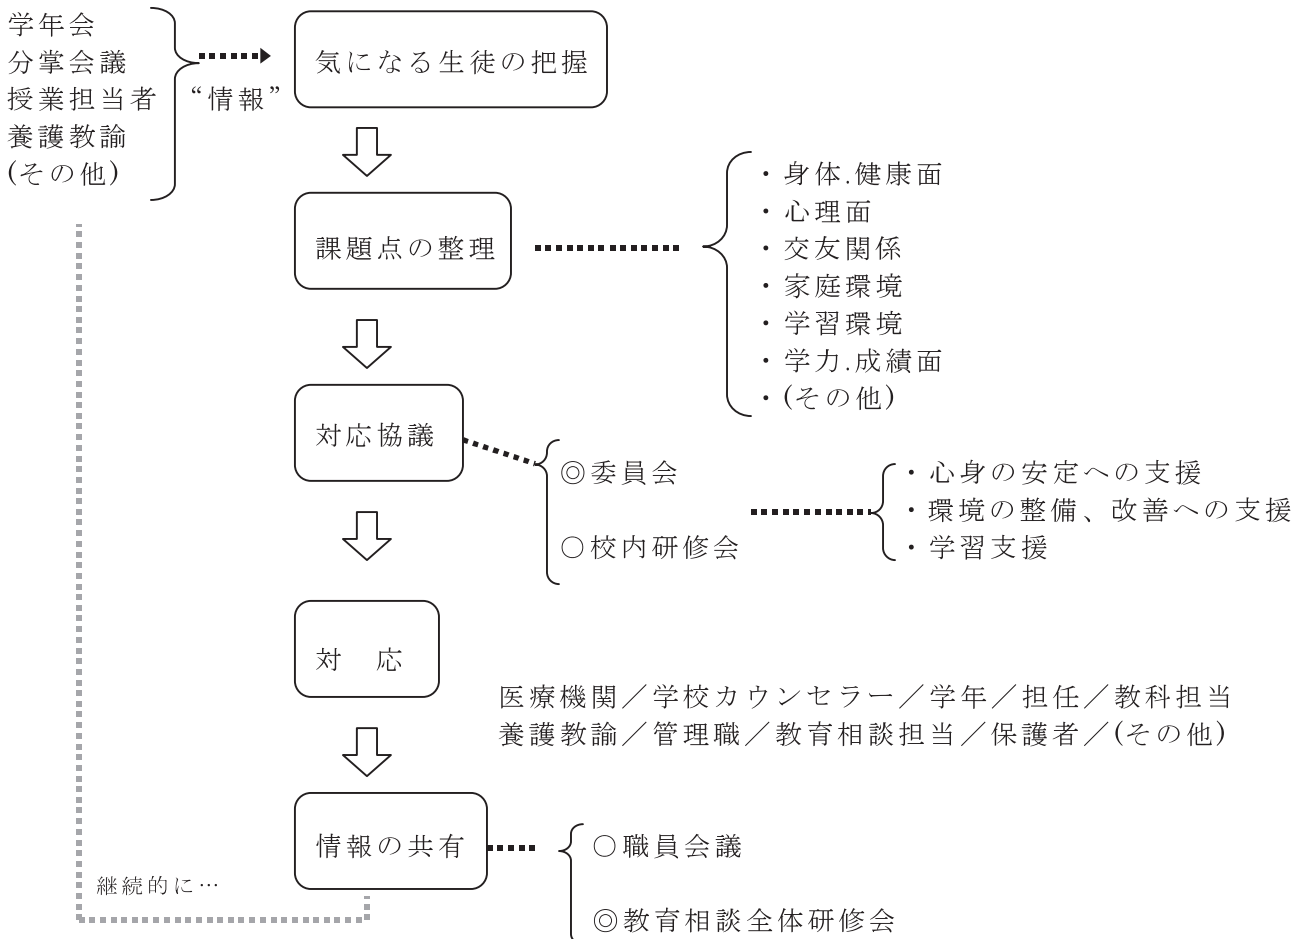 学年会
分掌会議
授業担当者
養護教諭
(その他)
“情報”
気になる生徒の把握
課題点の整理
・身体.健康面
・心理面
・交友関係
・家庭環境
・学習環境
・学力.成績面
・(その他)
対応協議
◎委員会
○校内研修会
・心身の安定への支援
・環境の整備、改善への支援
・学習支援
対　応
医療機関／学校カウンセラー／学年／担任／教科担当
養護教諭／管理職／教育相談担当／保護者／(その他)
情報の共有
○職員会議
◎教育相談全体研修会
継続的に…